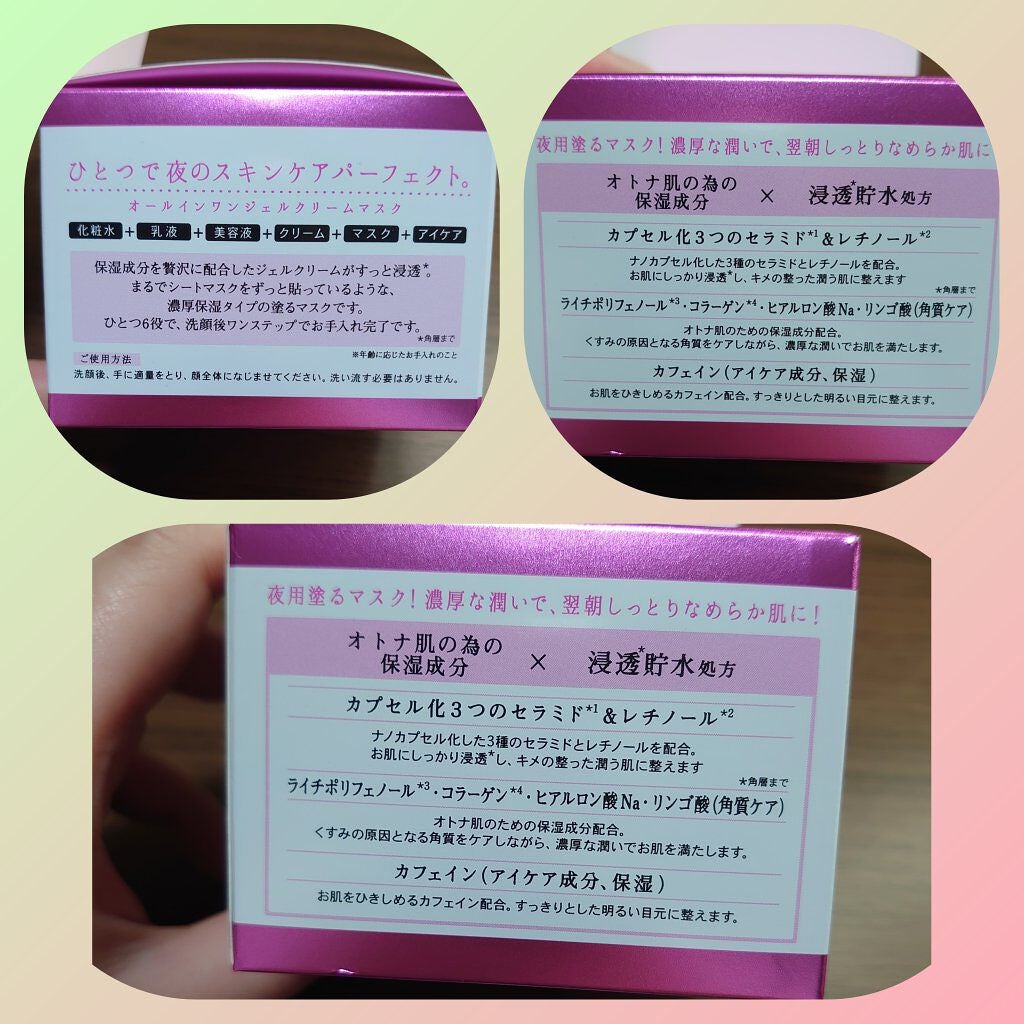 ひとつで夜のスキンケアパーフェクト。
オールインワンジェルクリームマスク
化粧水+乳液+美容液+クリーム+マスク+アイケア
保湿成分を贅沢に配合したジェルクリームがすっと浸透*。
まるでシートマスクをずっと貼っているような、
濃厚保湿タイプの塗るマスクです。
ひとつ6役で、洗顔後ワンステップでお手入れ完了です。
*角層まで
ご使用方法
※年齢に応じたお手入れのこと
洗顔後、手に適量をとり、顔全体になじませてください。洗い流す必要はありません。
夜用塗るマスク!濃厚な潤いで、翌朝しっとりなめらか肌に
オトナ肌の為の
保湿成分
×
浸透*貯水処方
カプセル化3つのセラミド*1&レチノール*2
ナノカプセル化した3種のセラミドとレチノールを配合。
お肌にしっかり浸透*し、キメの整った潤う肌に整えます
*角層まで
ライチポリフェノール*3・コラーゲン*4・ヒアルロン酸Na・リンゴ酸(角質ケア)
オトナ肌のための保湿成分配合。
くすみの原因となる角質をケアしながら、濃厚な潤いでお肌を満たします。
カフェイン(アイケア成分、保湿)
お肌をひきしめるカフェイン配合。すっきりとした明るい目元に整えます。
夜用塗るマスク!濃厚な潤いで、翌朝しっとりなめらか肌に!
オトナ肌の為の
保湿成分
×
浸透*貯水処方
カプセル化3つのセラミド*1&レチノール*2
ナノカプセル化した3種のセラミドとレチノールを配合。
お肌にしっかり浸透*し、キメの整った潤う肌に整えます
*角層まで
ライチポリフェノール*3・コラーゲン*4・ヒアルロン酸Na・リンゴ酸(角質ケア)
オトナ肌のための保湿成分配合。
くすみの原因となる角質をケアしながら、濃厚な潤いでお肌を満たします。
カフェイン(アイケア成分、保湿)
お肌をひきしめるカフェイン配合。すっきりとした明るい目元に整えます。